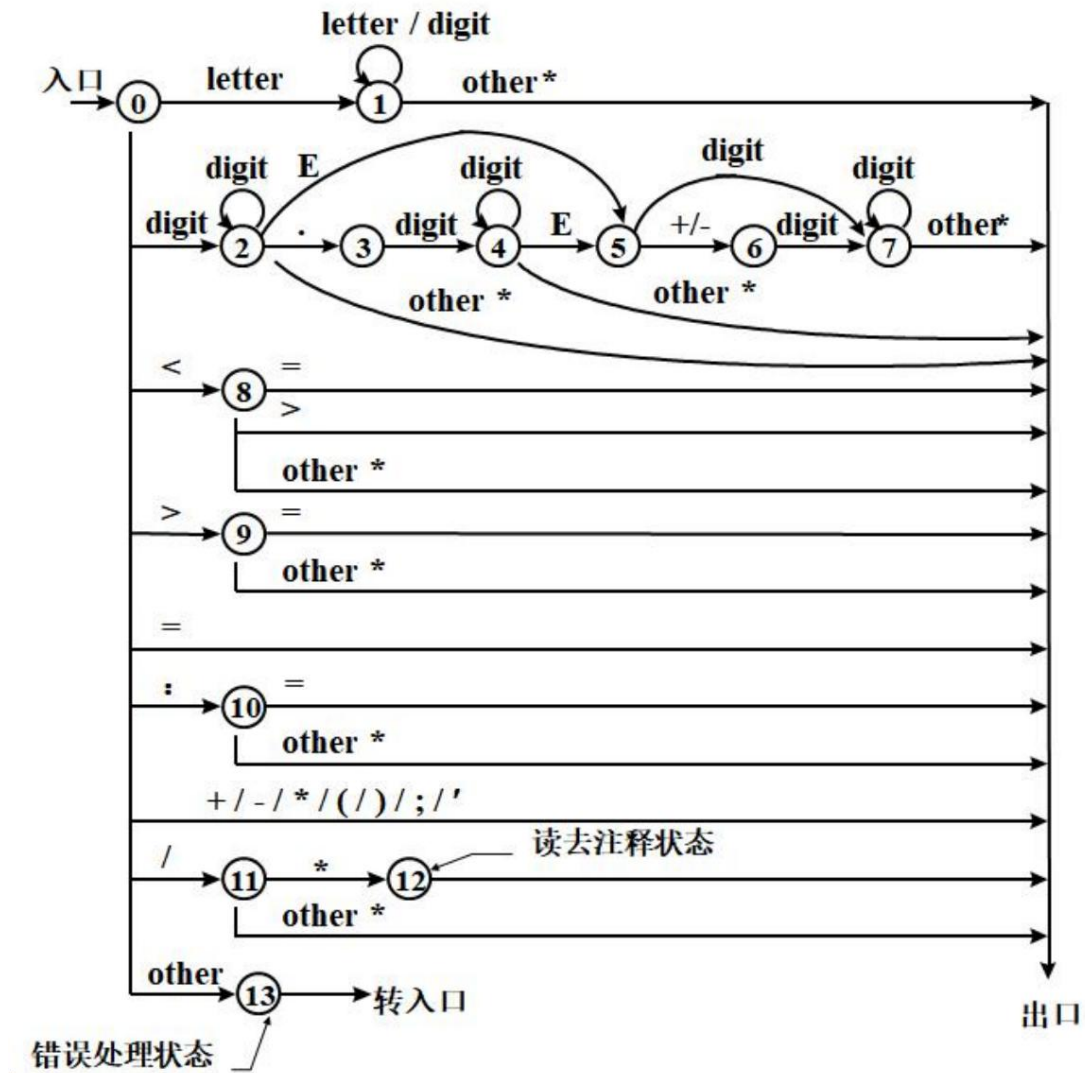 letter / digit
入口 0 letter 1 other *
digit E digit digit digit
digit 2 . 3 digit 4 E 5 +/- 6 digit 7 other*
other * other *
< 8 =
>
other *
> 9 =
other *
=
: 10 =
other *
+ / - / * / ( / ) / ; / ′
/ 11 * 12 读去注释状态
other *
other 13 转入口
出口
错误处理状态